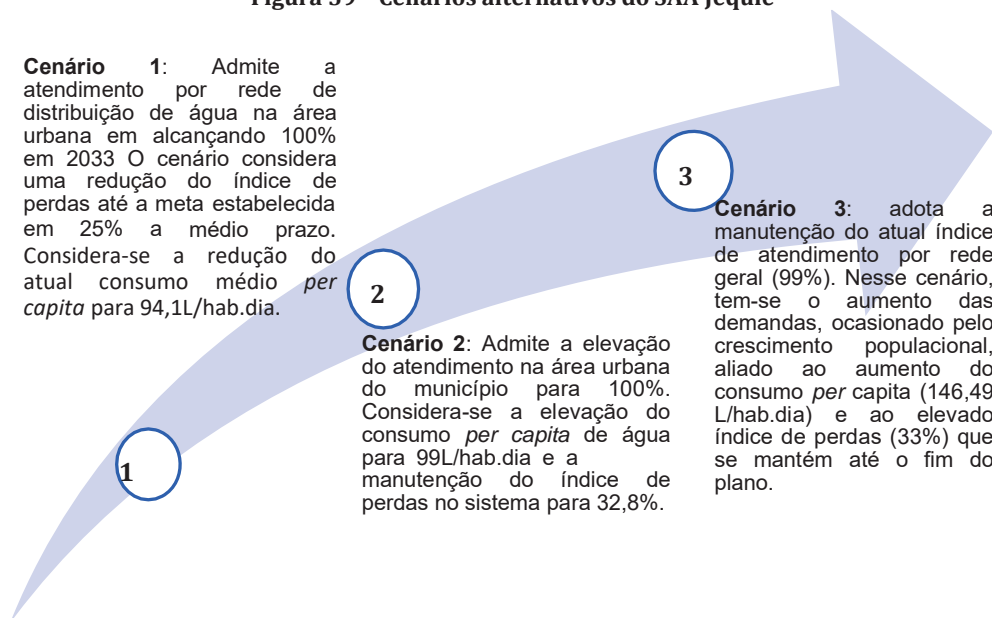 Figura 39 – Cenários alternativos do SAA Jequié
Cenário 1: Admite a
atendimento por rede de
distribuição de água na área
urbana em alcançando 100%
em 2033 O cenário considera
uma redução do índice de
perdas até a meta estabelecida
em 25% a médio prazo.
Considera-se a redução do
atual consumo médio per
capita para 94,1L/hab.dia.
1
2
Cenário 2: Admite a elevação
do atendimento na área urbana
do município para 100%.
Considera-se a elevação do
consumo per capita de água
para 99L/hab.dia e a
manutenção do índice de
perdas no sistema para 32,8%.
3
Cenário 3: adota a
manutenção do atual índice
de atendimento por rede
geral (99%). Nesse cenário,
tem-se o aumento das
demandas, ocasionado pelo
crescimento populacional,
aliado ao aumento do
consumo per capita (146,49
L/hab.dia) e ao elevado
índice de perdas (33%) que
se mantém até o fim do
plano.